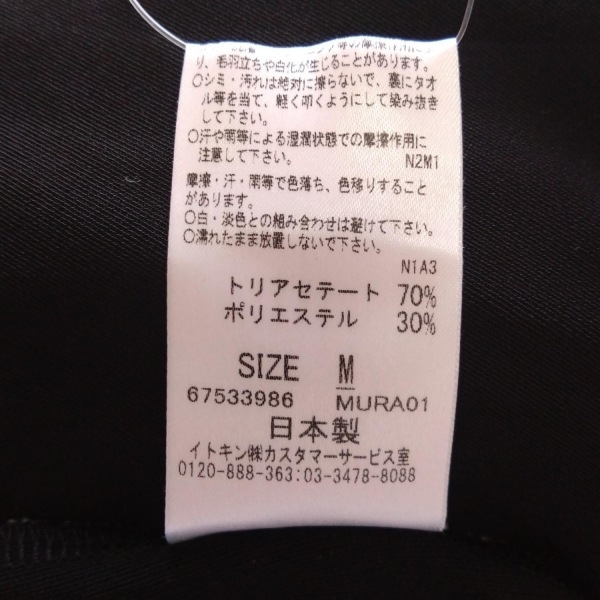 り、毛羽立ちや白化が生じることがあります。
○シミ・汚れは絶対に擦らないで、裏にタオ
ル等を当て、軽く叩くようにして染み抜き
して下さい。
○汗や雨等による湿潤状態での摩擦作用に
注意して下さい。 N2M1
摩擦・汗・雨等で色落ち、色移りすること
があります。
○白・淡色との組み合わせは避けて下さい。
○濡れたまま放置しないで下さい。
N1A3
トリアセテート 70%
ポリエステル 30%
SIZE M
67533986 MURA01
日本製
イトキン㈱カスタマーサービス室
0120-888-363:03-3478-8088